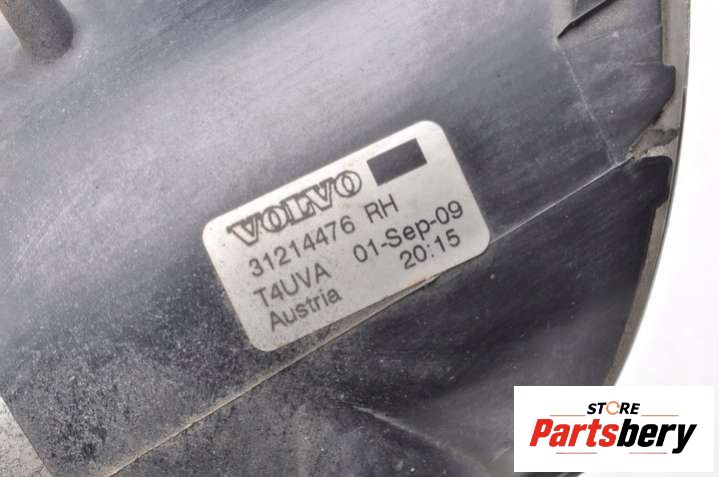 VOLVO
31214476 RH
T4UVA 01-Sep-09
Austria 20:15
STORE
Partsbery